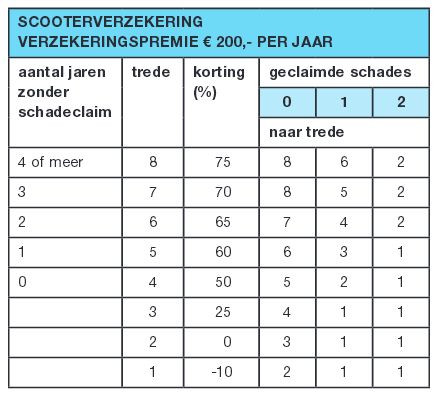 SCOOTERVERZEKERING
VERZEKERINGSPREMIE € 200,- PER JAAR
aantal jaren zonder schadeclaim trede korting (%) geclaimde schades
0 1 2
naar trede
4 of meer 8 75 8 6 2
3 7 70 8 5 2
2 6 65 7 4 2
1 5 60 6 3 1
0 4 50 5 2 1
3 25 4 1 1
2 0 3 1 1
1 -10 2 1 1